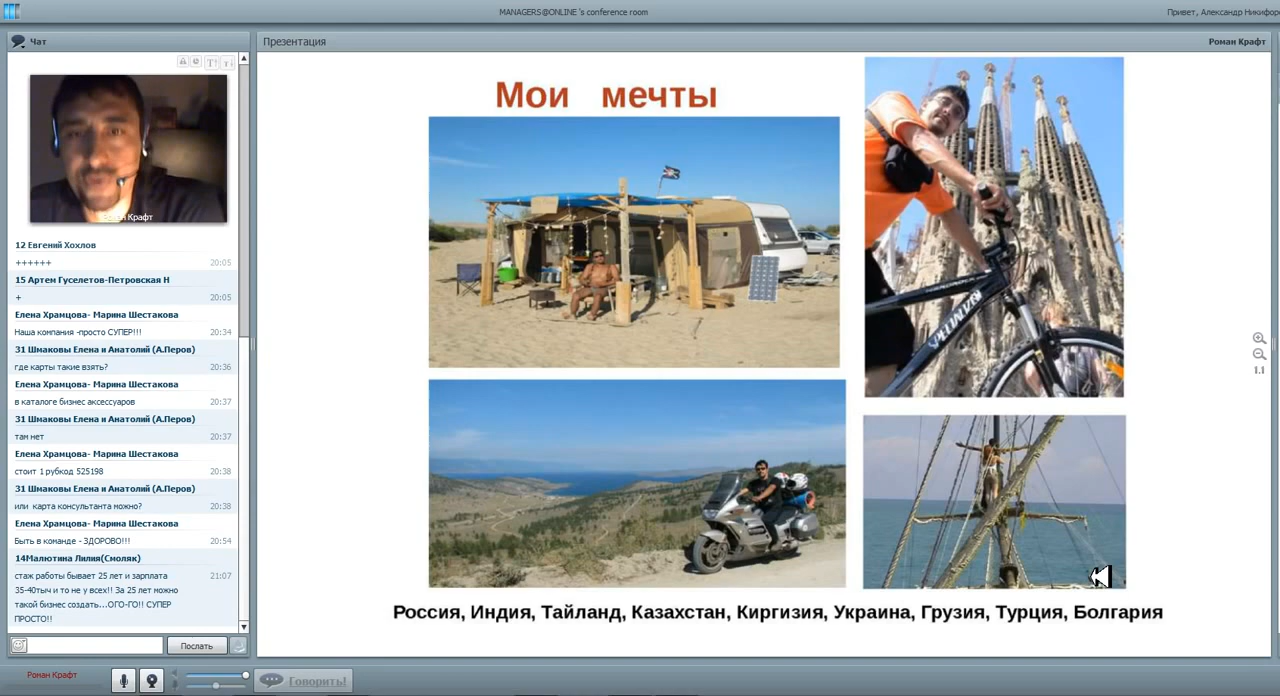 MANAGERS@ONLINE 's conference room
Привет, Александр Никифор
Чат
Презентация
Роман Крафт
Роман Крафт
12 Евгений Хохлов
++++++ 20:05
15 Артем Гуселетов-Петровская Н
+ 20:05
Елена Храмцова- Марина Шестакова
Наша компания -просто СУПЕР!!! 20:34
31 Шмаковы Елена и Анатолий (А.Перов)
где карты такие взять? 20:36
Елена Храмцова- Марина Шестакова
в каталоге бизнес аксессуаров 20:37
31 Шмаковы Елена и Анатолий (А.Перов)
там нет 20:37
Елена Храмцова- Марина Шестакова
стоит 1 рубкод 525198 20:38
31 Шмаковы Елена и Анатолий (А.Перов)
или карта консультанта можно? 20:38
Елена Храмцова- Марина Шестакова
Быть в команде - ЗДОРОВО!!! 20:54
14Малютина Лилия(Смоляк)
стаж работы бывает 25 лет и зарплата 21:07
35-40тыч и то не у всех!! За 25 лет можно
такой бизнес создать...ОГО-ГО!! СУПЕР
ПРОСТО!!
Послать
Мои мечты
SPECIALIZED
Россия, Индия, Тайланд, Казахстан, Киргизия, Украина, Грузия, Турция, Болгария
1.1
Роман Крафт
Говорить!